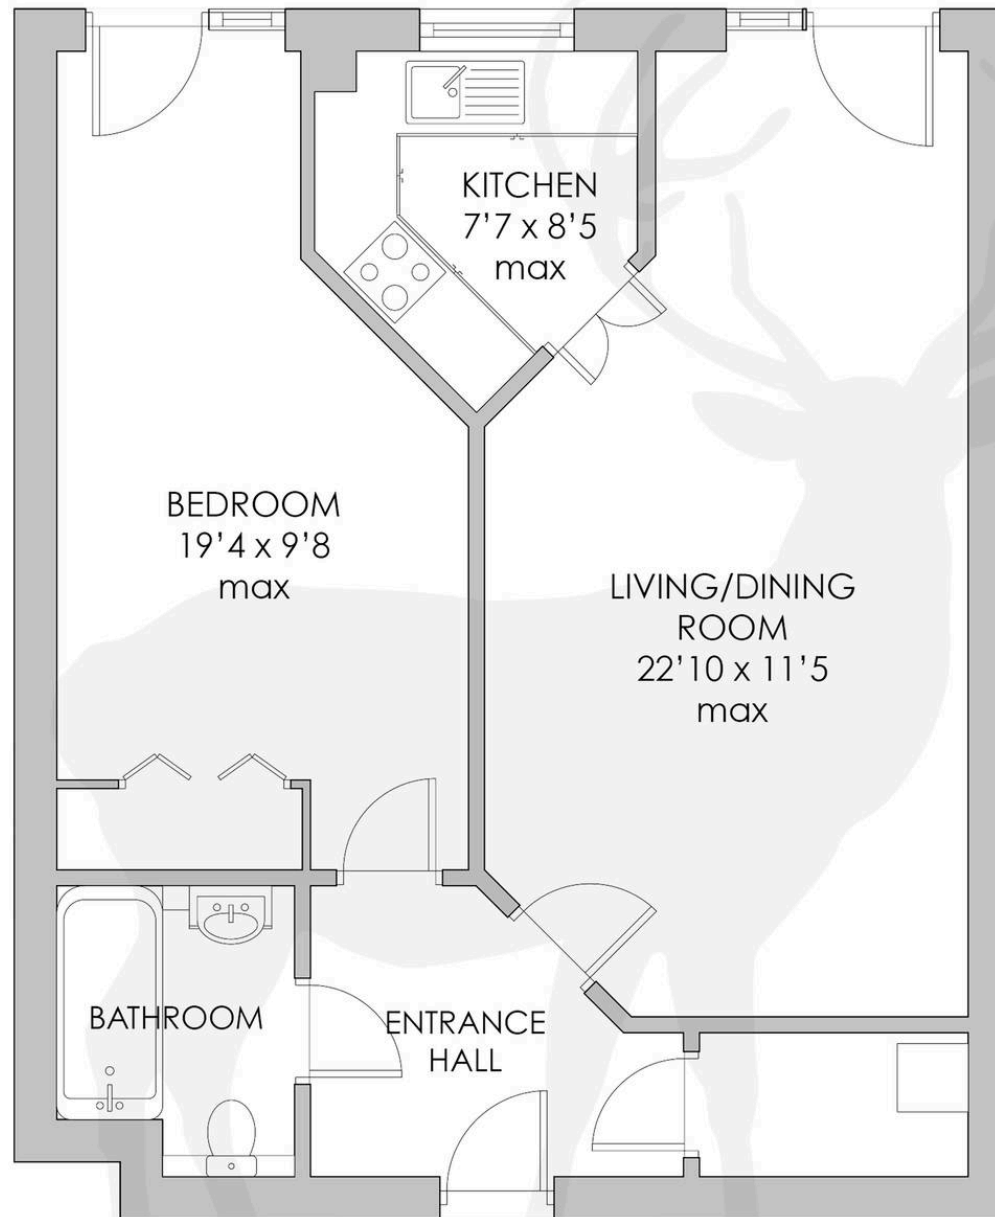 KITCHEN
7’7 x 8’5
max
BEDROOM
19’4 x 9’8
max
LIVING/DINING
ROOM
22’10 x 11’5
max
BATHROOM
ENTRANCE
HALL